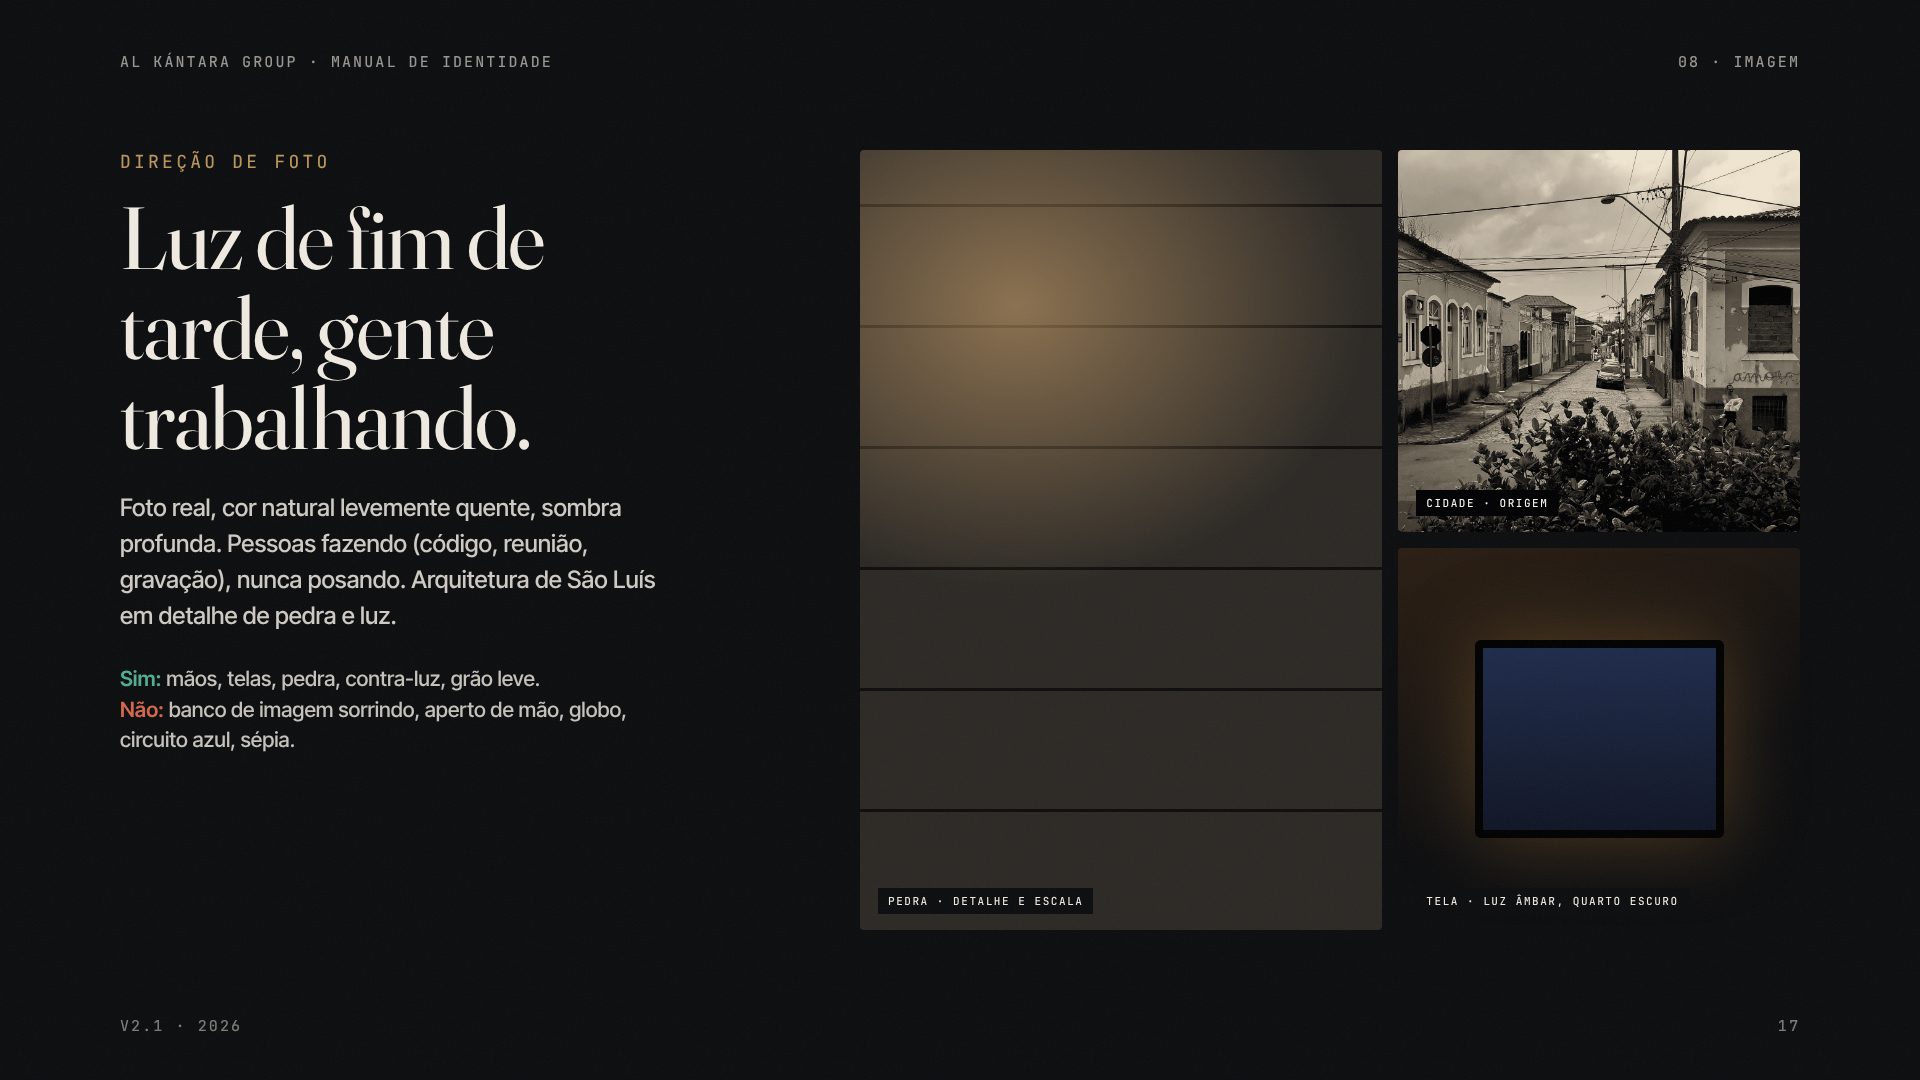 AL KÁNTARA GROUP · MANUAL DE IDENTIDADE
08 · IMAGEM
DIREÇÃO DE FOTO
Luz de fim de
tarde, gente
trabalhando.
Foto real, cor natural levemente quente, sombra
profunda. Pessoas fazendo (código, reunião,
gravação), nunca posando. Arquitetura de São Luís
em detalhe de pedra e luz.
Sim: mãos, telas, pedra, contra-luz, grão leve.
Não: banco de imagem sorrindo, aperto de mão, globo,
circuito azul, sépia.
PEDRA · DETALHE E ESCALA
CIDADE · ORIGEM
TELA · LUZ ÂMBAR, QUARTO ESCURO
V2.1 · 2026
17